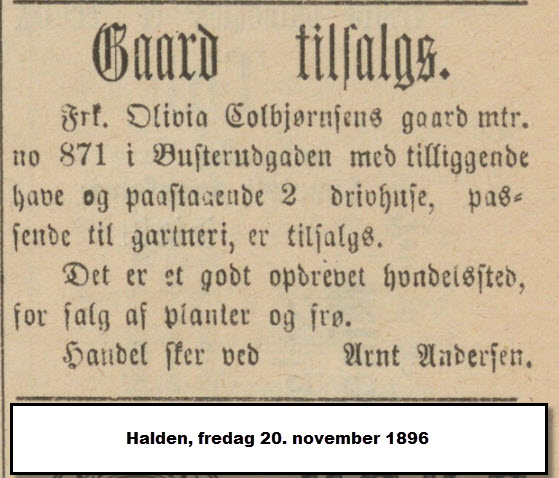 Gaard tilsalgs.
Frk. Olivia Colbjørnsens gaard mtr.
no 871 i Busterudgaden med tilliggende
have og paastaaende 2 drivhuse, pas-
sende til gartneri, er tilsalgs.
Det er et godt opdrevet handelssted,
for salg af planter og frø.
Handel sker ved Arnt Andersen.
Halden, fredag 20. november 1896